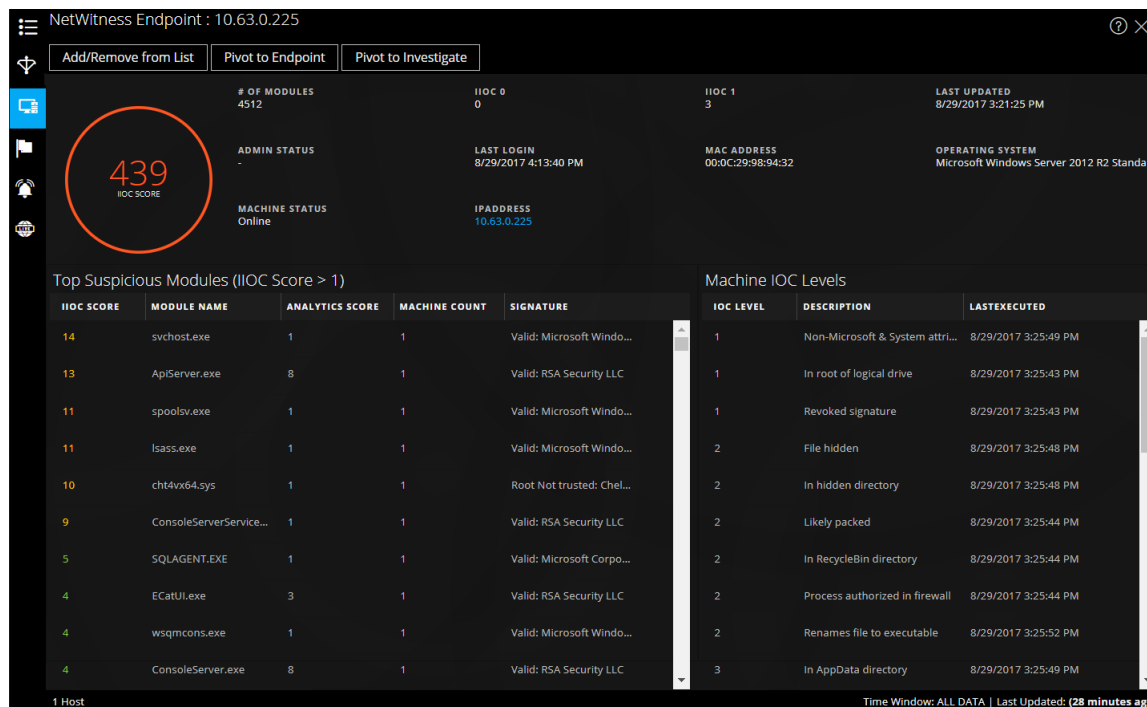 NetWitness Endpoint : 10.63.0.225
Add/Remove from List Pivot to Endpoint Pivot to Investigate
# OF MODULES IIOC 0 IIOC 1 LAST UPDATED
4512 0 3 8/29/2017 3:21:25 PM
439
IIOC SCORE
ADMIN STATUS LAST LOGIN MAC ADDRESS OPERATING SYSTEM
- 8/29/2017 4:13:40 PM 00:0C:29:98:94:32 Microsoft Windows Server 2012 R2 Standa
MACHINE STATUS IPADDRESS
Online 10.63.0.225
Top Suspicious Modules (IIOC Score > 1)
IIOC SCORE MODULE NAME ANALYTICS SCORE MACHINE COUNT SIGNATURE
14 svchost.exe 1 1 Valid: Microsoft Windo...
13 ApiServer.exe 8 1 Valid: RSA Security LLC
11 spoolsv.exe 1 1 Valid: Microsoft Windo...
11 lsass.exe 1 1 Valid: Microsoft Windo...
10 cht4vx64.sys 1 1 Root Not trusted: Chel...
9 ConsoleServerService... 1 1 Valid: RSA Security LLC
5 SQLAGENT.EXE 1 1 Valid: Microsoft Corpo...
4 ECatUI.exe 3 1 Valid: RSA Security LLC
4 wsqmcons.exe 1 1 Valid: Microsoft Windo...
4 ConsoleServer.exe 8 1 Valid: RSA Security LLC
Machine IOC Levels
IOC LEVEL DESCRIPTION LASTEXECUTED
1 Non-Microsoft & System attri... 8/29/2017 3:25:49 PM
1 In root of logical drive 8/29/2017 3:25:43 PM
1 Revoked signature 8/29/2017 3:25:43 PM
2 File hidden 8/29/2017 3:25:48 PM
2 In hidden directory 8/29/2017 3:25:48 PM
2 Likely packed 8/29/2017 3:25:44 PM
2 In RecycleBin directory 8/29/2017 3:25:44 PM
2 Process authorized in firewall 8/29/2017 3:25:44 PM
2 Renames file to executable 8/29/2017 3:25:52 PM
3 In AppData directory 8/29/2017 3:25:49 PM
1 Host Time Window: ALL DATA | Last Updated: (28 minutes ag